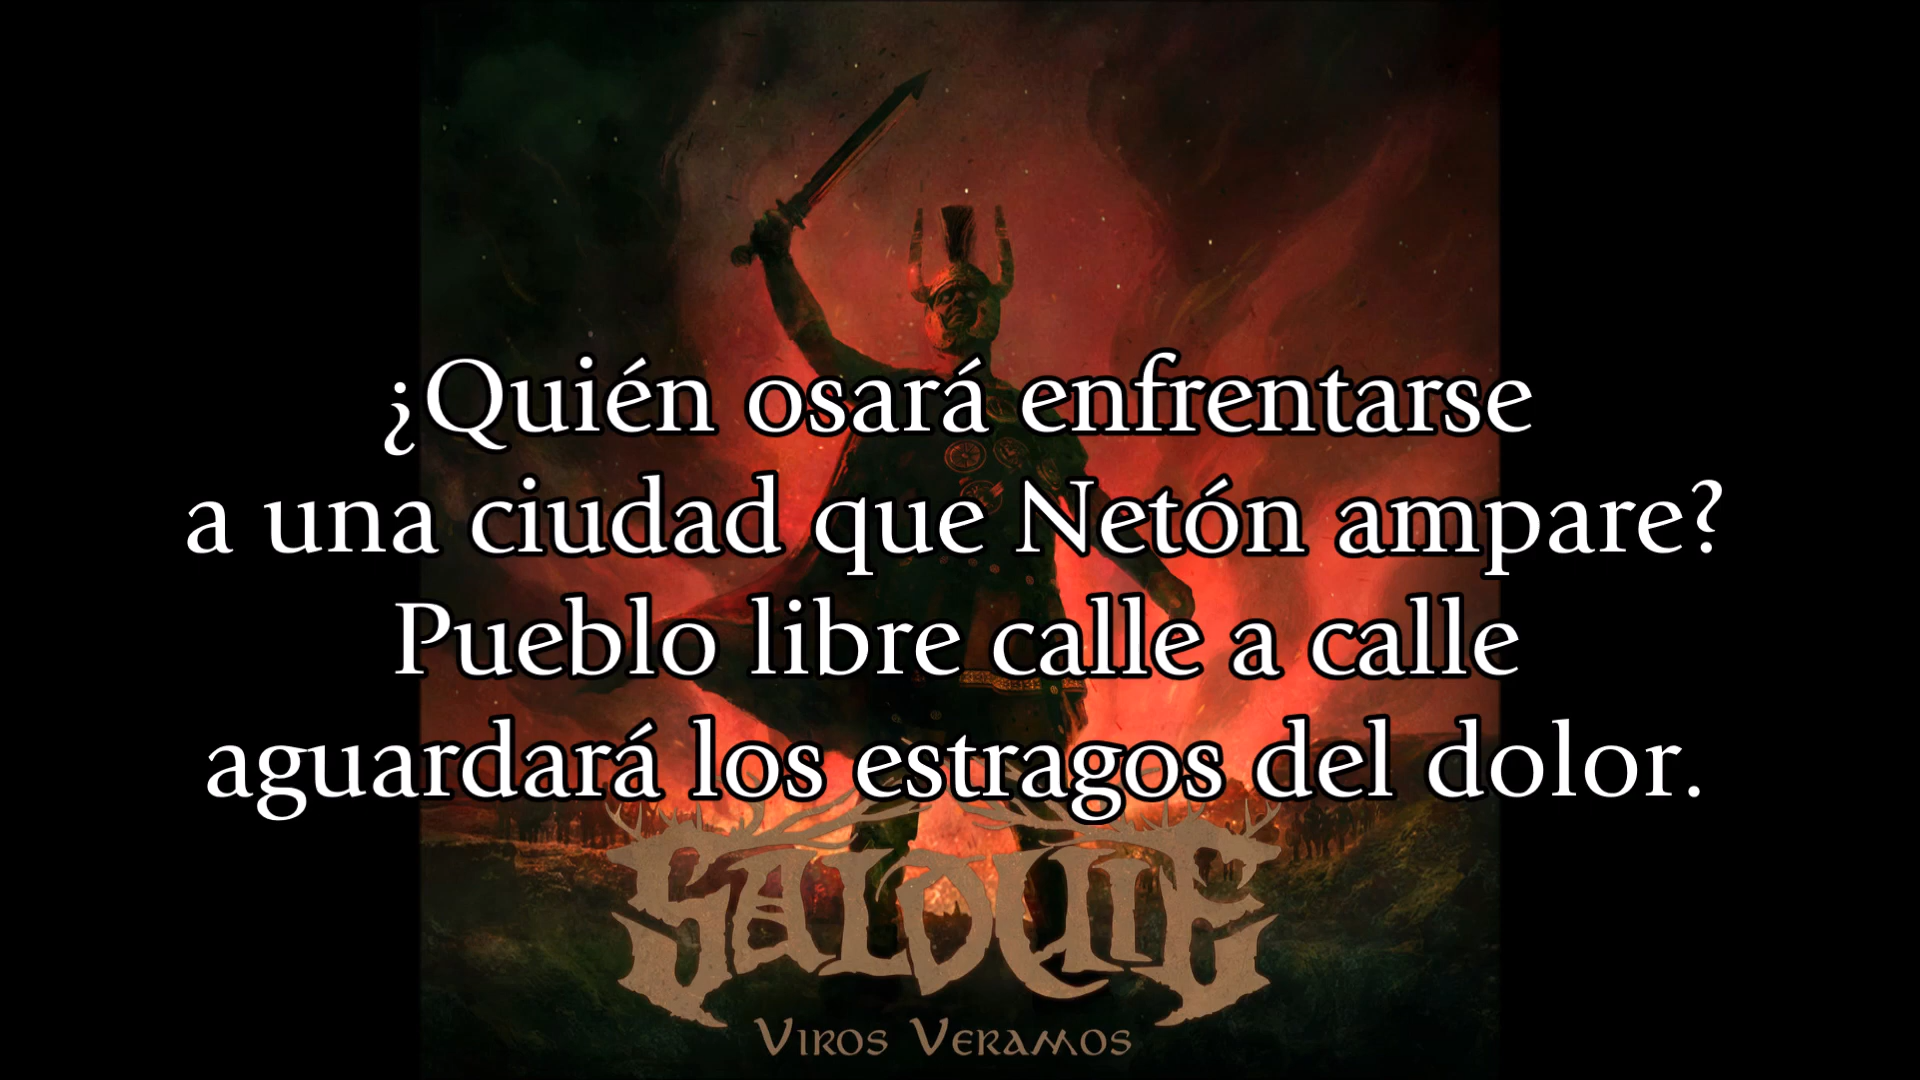 ¿Quién osará enfrentarse
a una ciudad que Netón ampare?
Pueblo libre calle a calle
aguardará los estragos del dolor.
SALDUIE
VIROS VERAMOS